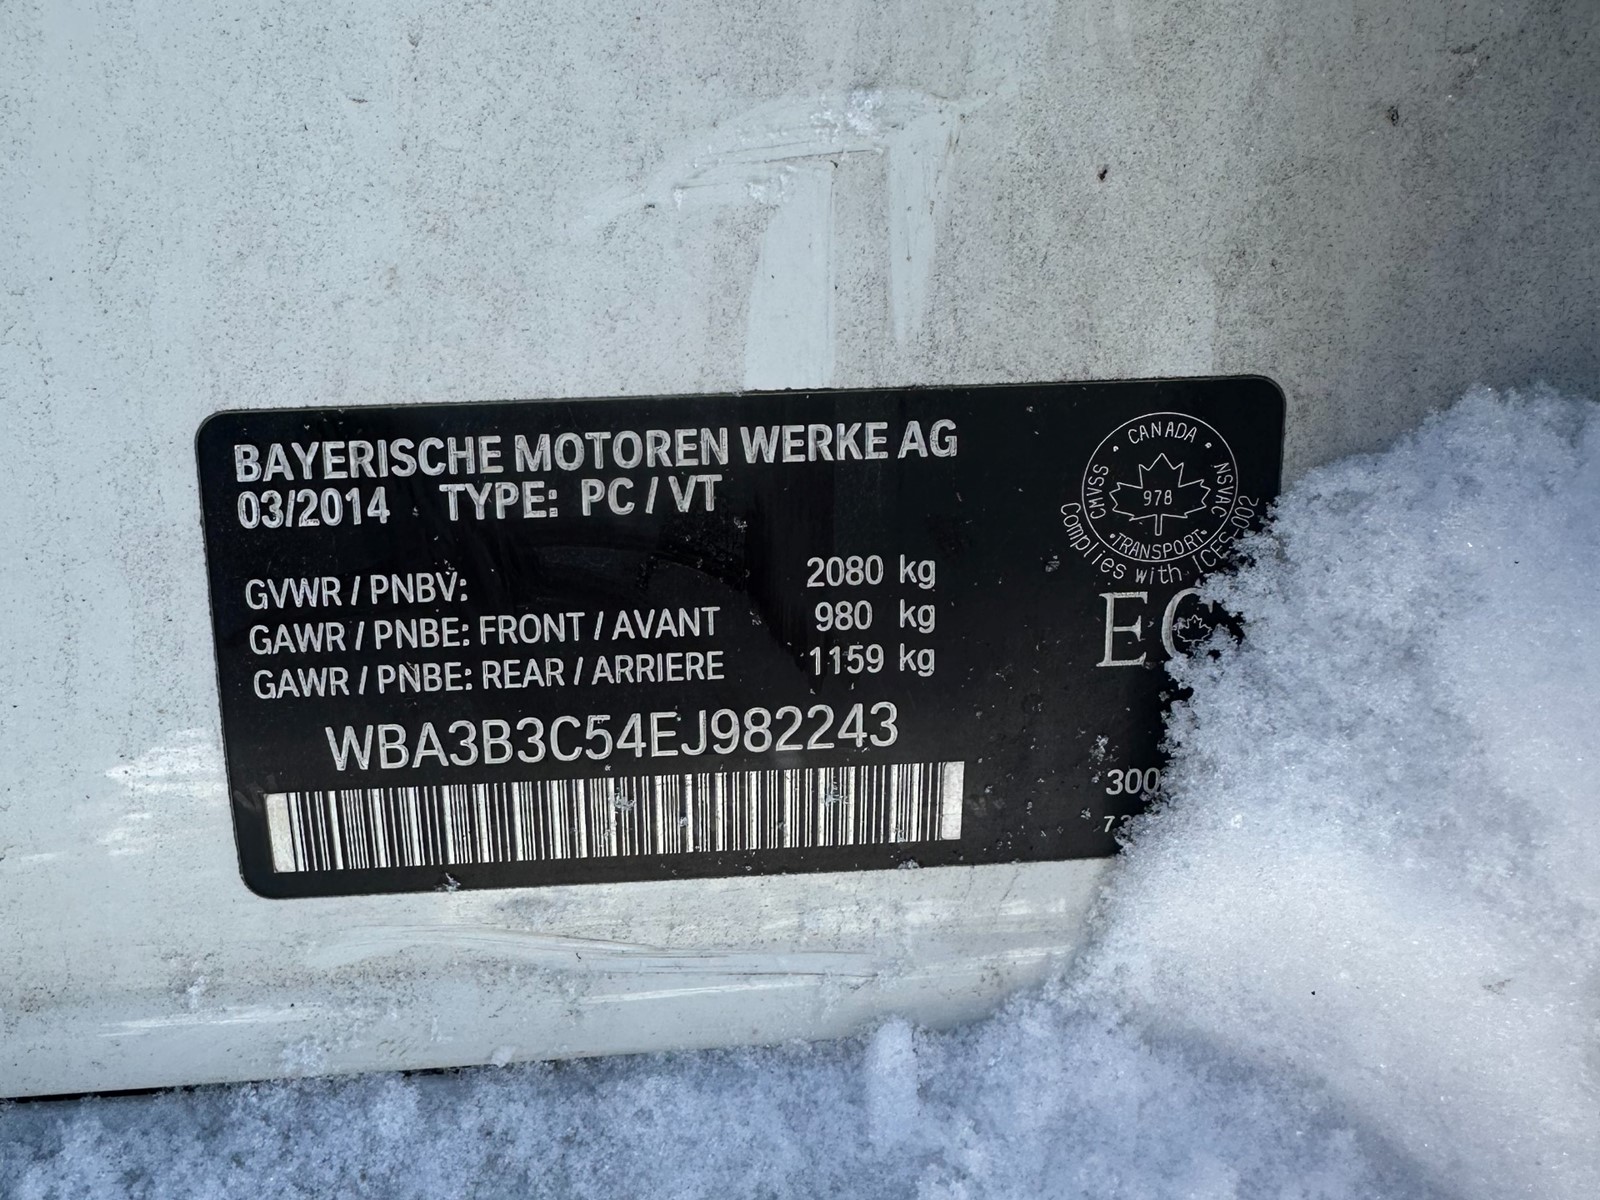 BAYERISCHE MOTOREN WERKE AG
03/2014 TYPE: PC / VT
GVWR / PNBV: 2080 kg
GAWR / PNBE: FRONT / AVANT 980 kg
GAWR / PNBE: REAR / ARRIERE 1159 kg
WBA3B3C54EJ982243
CANADA
CMVSS 978 NSVAC
TRANSPORT
Complies with ICES-002
300